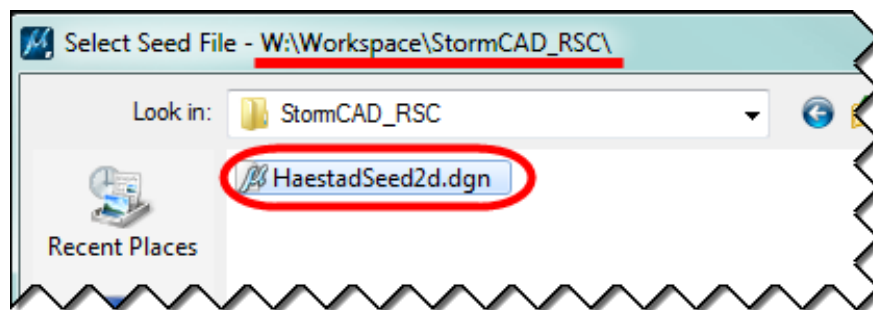 Select Seed File - W:\Workspace\StormCAD_RSC\
Look in: StormCAD_RSC
HaestadSeed2d.dgn
Recent Places